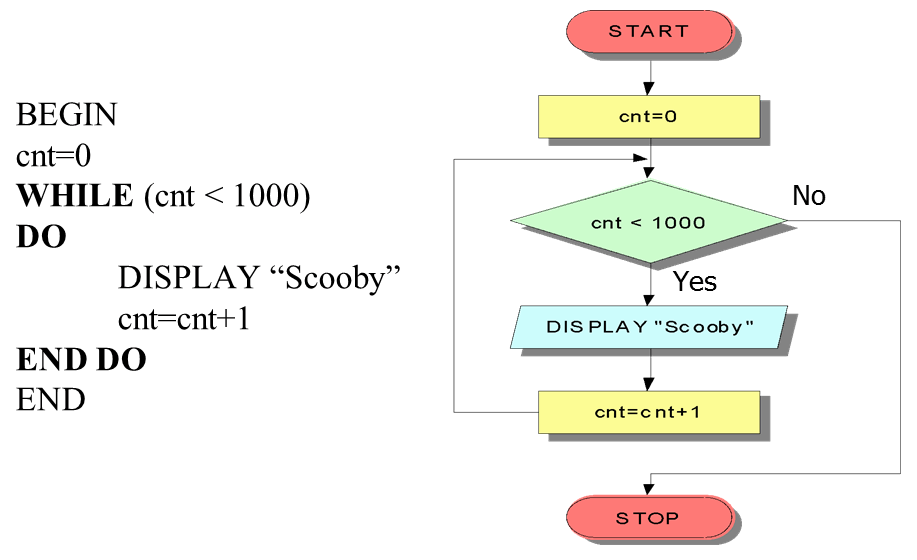 BEGIN
cnt=0
WHILE (cnt < 1000)
DO
DISPLAY “Scooby”
cnt=cnt+1
END DO
END
START
cnt=0
cnt < 1000
No
Yes
DISPLAY "Scooby"
cnt=cnt+1
STOP